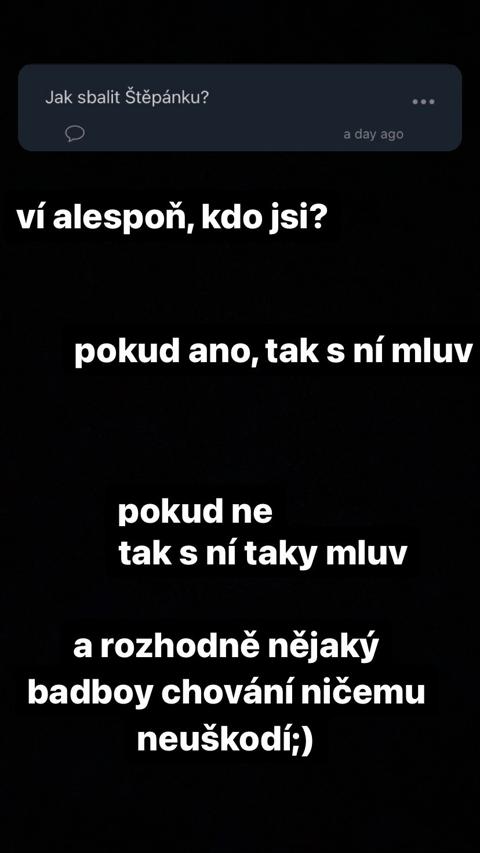 Jak sbalit Štěpánku?
a day ago
ví alespoň, kdo jsi?
pokud ano, tak s ní mluv
pokud ne
tak s ní taky mluv
a rozhodně nějaký
badboy chování ničemu
neuškodí;)